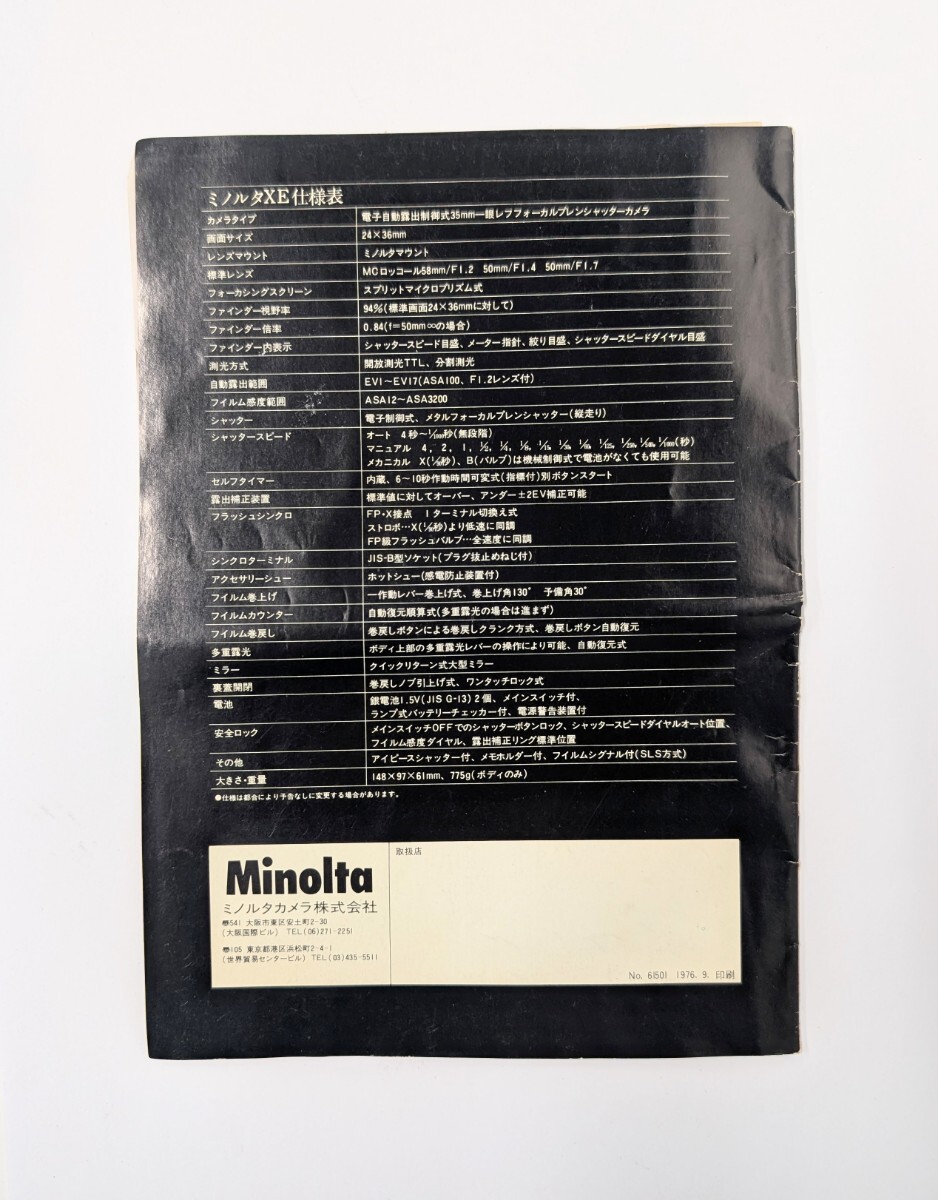 ミノルタXE仕様表
カメラタイプ 電子自動露出制御式35mm一眼レフフォーカルプレンシャッターカメラ
画面サイズ 24×36mm
レンズマウント ミノルタマウント
標準レンズ MCロッコール58mm/F1.2 50mm/F1.4 50mm/F1.7
フォーカシングスクリーン スプリットマイクロプリズム式
ファインダー視野率 94%(標準画面24×36mmに対して)
ファインダー倍率 0.84(f=50mm∞の場合)
ファインダー内表示 シャッタースピード目盛、メーター指針、絞り目盛、シャッタースピードダイヤル目盛
測光方式 開放測光TTL、分割測光
自動露出範囲 EV1〜EV17(ASA100、F1.2レンズ付)
フイルム感度範囲 ASA12〜ASA3200
シャッター 電子制御式、メタルフォーカルプレンシャッター(縦走り)
シャッタースピード オート 4秒〜1/1000秒(無段階)
マニュアル 4, 2, 1, 1/2, 1/4, 1/8, 1/15, 1/30, 1/60, 1/125, 1/250, 1/500, 1/1000(秒)
メカニカル X(1/90秒)、B(バルブ)は機械制御式で電池がなくても使用可能
セルフタイマー 内蔵、6〜10秒作動時間可変式(指標付)別ボタンスタート
露出補正装置 標準値に対してオーバー、アンダー±2EV補正可能
フラッシュシンクロ FP・X接点 1ターミナル切換え式
ストロボ…X(1/90秒)より低速に同調
FP級フラッシュバルブ…全速度に同調
シンクロターミナル JIS-B型ソケット(プラグ抜止めねじ付)
アクセサリーシュー ホットシュー(感電防止装置付)
フイルム巻上げ 一作動レバー巻上げ式、巻上げ角130° 予備角30°
フイルムカウンター 自動復元順算式(多重露光の場合は進まず)
フイルム巻戻し 巻戻しボタンによる巻戻しクランク方式、巻戻しボタン自動復元
多重露光 ボディ上部の多重露光レバーの操作により可能、自動復元式
ミラー クイックリターン式大型ミラー
裏蓋開閉 巻戻しノブ引上げ式、ワンタッチロック式
電池 銀電池1.5V(JIS G-13)2個、メインスイッチ付、
ランプ式バッテリーチェッカー付、電源警告装置付
安全ロック メインスイッチOFFでのシャッターボタンロック、シャッタースピードダイヤルオート位置、
フイルム感度ダイヤル、露出補正リング標準位置
その他 アイピースシャッター付、メモホルダー付、フイルムシグナル付(SLS方式)
大きさ・重量 148×97×61mm、775g(ボディのみ)
●仕様は都合により予告なしに変更する場合があります。
Minolta
ミノルタカメラ株式会社
〠541 大阪市東区安土町2-30
(大阪国際ビル) TEL(06)271-2251
〠105 東京都港区浜松町2-4-1
(世界貿易センタービル) TEL(03)435-5511
取扱店
No. 61501 1976. 9. 印刷